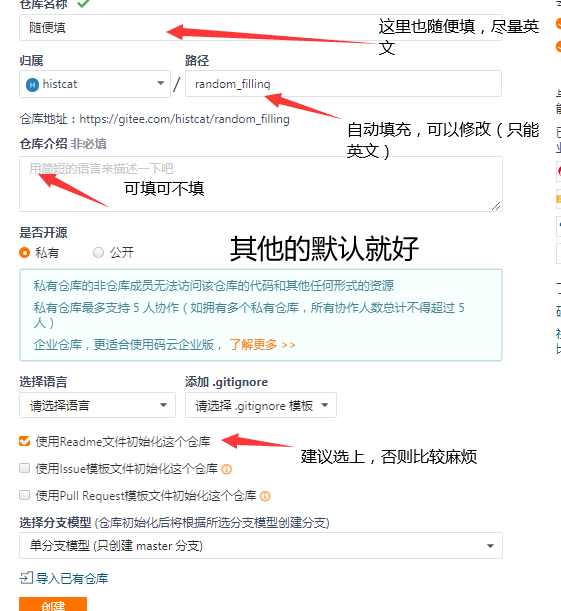 仓库名称
随便填
这里也随便填，尽量英
文
归属 路径
H histcat / random_filling
仓库地址：https://gitee.com/histcat/random_filling
自动填充，可以修改（只能
英文）
仓库介绍 非必填
用简短的语言来描述一下吧
可填可不填
是否开源
私有 公开
其他的默认就好
私有仓库的非仓库成员无法访问该仓库的代码和其他任何形式的资源
私有仓库最多支持 5 人协作（如拥有多个私有仓库，所有协作人数总计不得超过 5
人）
企业仓库，更适合使用码云企业版， 了解更多 >>
选择语言 添加 .gitignore
请选择语言 请选择 .gitignore 模板
使用Readme文件初始化这个仓库
建议选上，否则比较麻烦
使用Issue模板文件初始化这个仓库
使用Pull Request模板文件初始化这个仓库
选择分支模型 (仓库初始化后将根据所选分支模型创建分支)
单分支模型 (只创建 master 分支)
导入已有仓库
创建